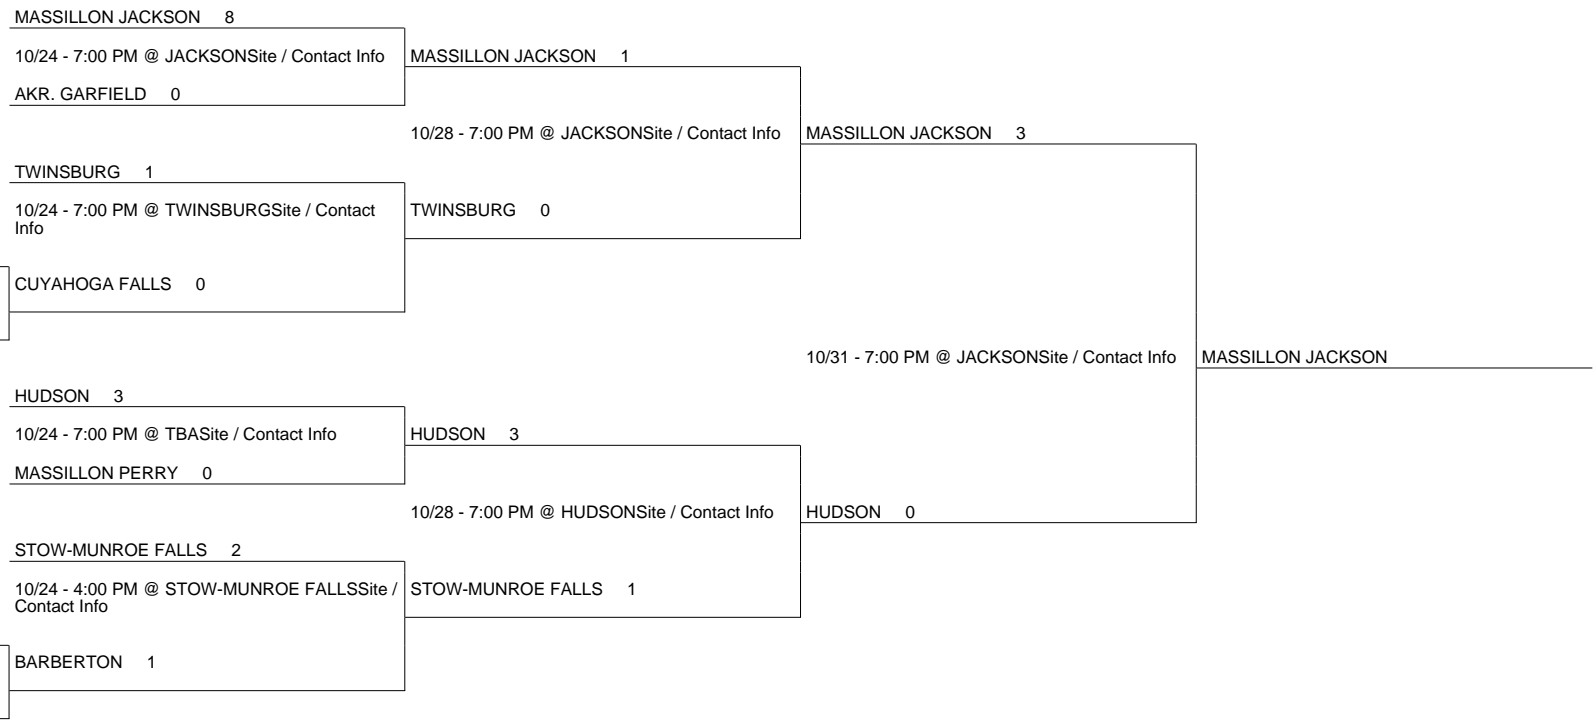 MASSILLON JACKSON 8
10/24 - 7:00 PM @ JACKSONSite / Contact Info
AKR. GARFIELD 0
TWINSBURG 1
10/24 - 7:00 PM @ TWINSBURGSite / Contact
Info
CUYAHOGA FALLS 0
HUDSON 3
10/24 - 7:00 PM @ TBASite / Contact Info
MASSILLON PERRY 0
STOW-MUNROE FALLS 2
10/24 - 4:00 PM @ STOW-MUNROE FALLSSite /
Contact Info
BARBERTON 1
MASSILLON JACKSON 1
10/28 - 7:00 PM @ JACKSONSite / Contact Info
TWINSBURG 0
HUDSON 3
10/28 - 7:00 PM @ HUDSONSite / Contact Info
STOW-MUNROE FALLS 1
MASSILLON JACKSON 3
10/31 - 7:00 PM @ JACKSONSite / Contact Info
HUDSON 0
MASSILLON JACKSON